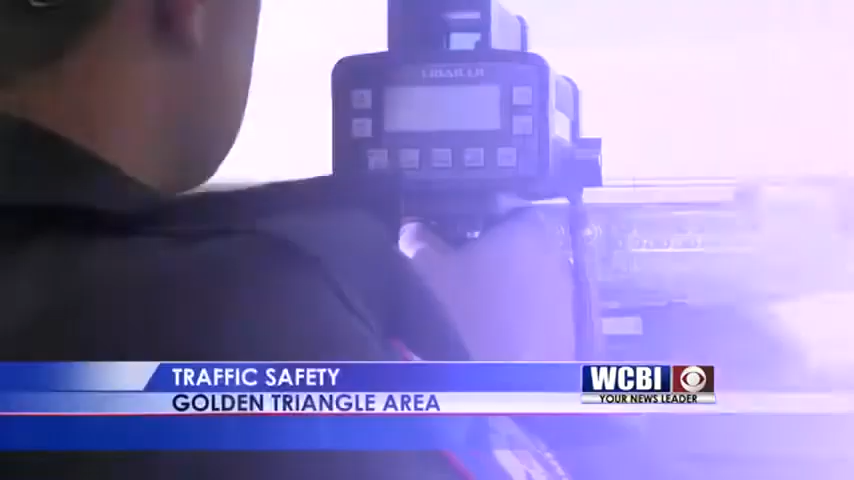 TRAFFIC SAFETY
GOLDEN TRIANGLE AREA
WCBI
YOUR NEWS LEADER